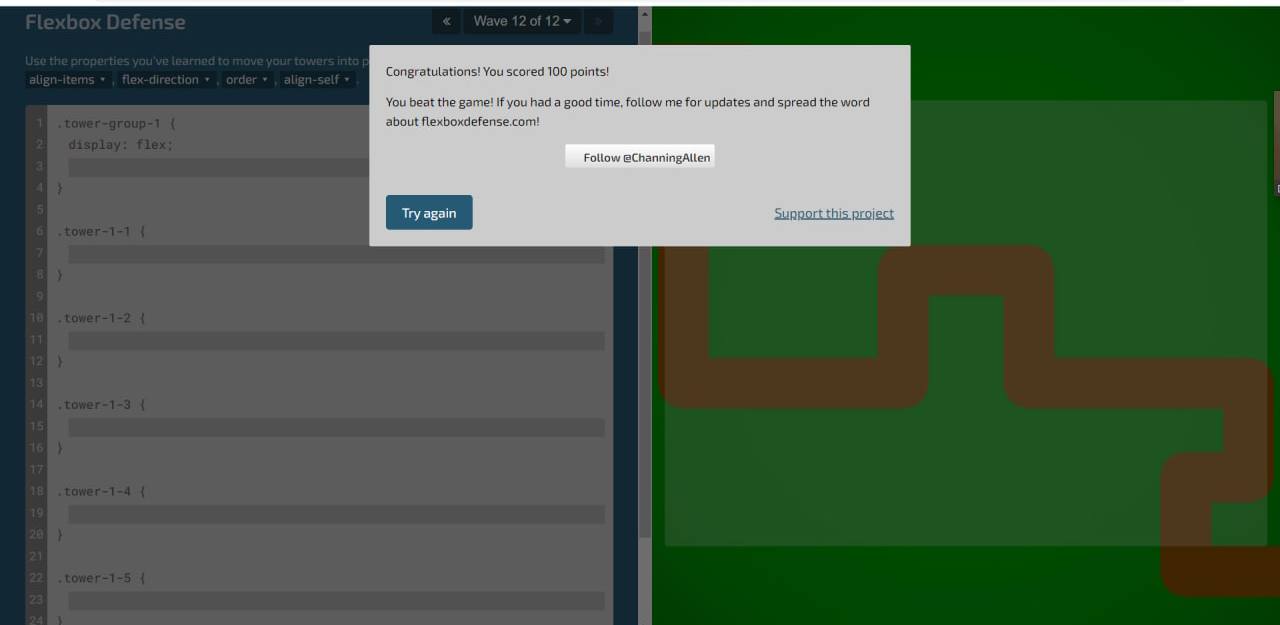 Flexbox Defense
« Wave 12 of 12 »
Use the properties you've learned to move your towers into p
align-items , flex-direction , order , align-self .
Congratulations! You scored 100 points!
You beat the game! If you had a good time, follow me for updates and spread the word
about flexboxdefense.com!
Follow @ChanningAllen
Try again
Support this project
1 .tower-group-1 {
2 display: flex;
3
4 }
5
6 .tower-1-1 {
7
8 }
9
10 .tower-1-2 {
11
12 }
13
14 .tower-1-3 {
15
16 }
17
18 .tower-1-4 {
19
20 }
21
22 .tower-1-5 {
23
24 }